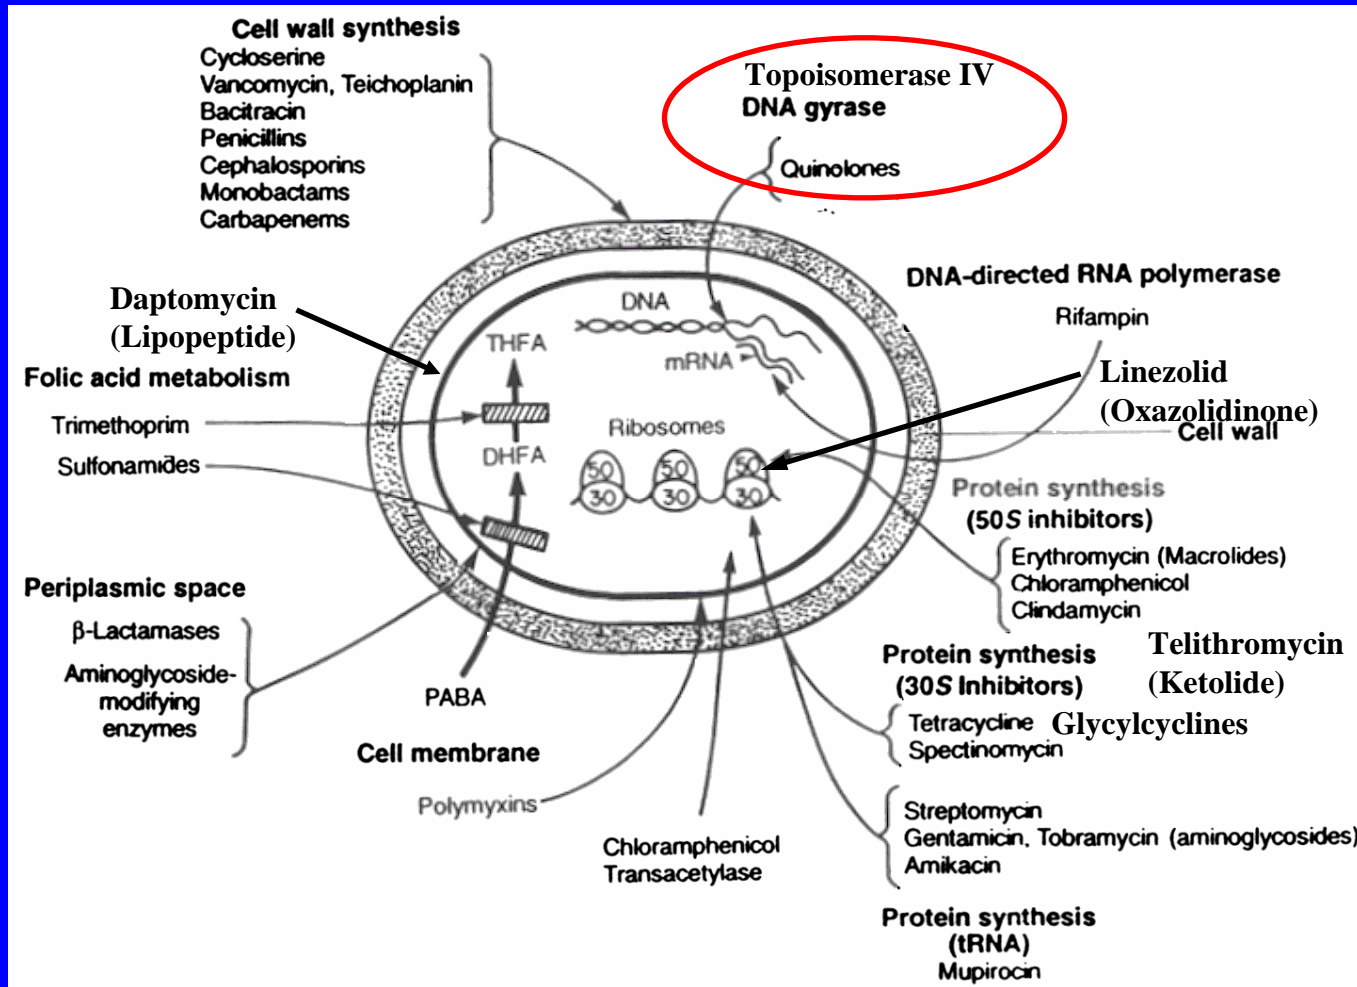 Cell wall synthesis
Cycloserine
Vancomycin, Teichoplanin
Bacitracin
Penicillins
Cephalosporins
Monobactams
Carbapenems
Topoisomerase IV
DNA gyrase
Quinolones
DNA-directed RNA polymerase
Rifampin
Daptomycin
(Lipopeptide)
Folic acid metabolism
Trimethoprim
Sulfonamides
THFA
DHFA
DNA
mRNA
Ribosomes
50 50 50
30 30 30
Linezolid
(Oxazolidinone)
Cell wall
Protein synthesis
(50S inhibitors)
Erythromycin (Macrolides)
Chloramphenicol
Clindamycin
Telithromycin
(Ketolide)
Periplasmic space
β-Lactamases
Aminoglycoside-
modifying
enzymes
PABA
Cell membrane
Polymyxins
Chloramphenicol
Transacetylase
Protein synthesis
(30S Inhibitors)
Tetracycline Glycylcyclines
Spectinomycin
Streptomycin
Gentamicin, Tobramycin (aminoglycosides)
Amikacin
Protein synthesis
(tRNA)
Mupirocin